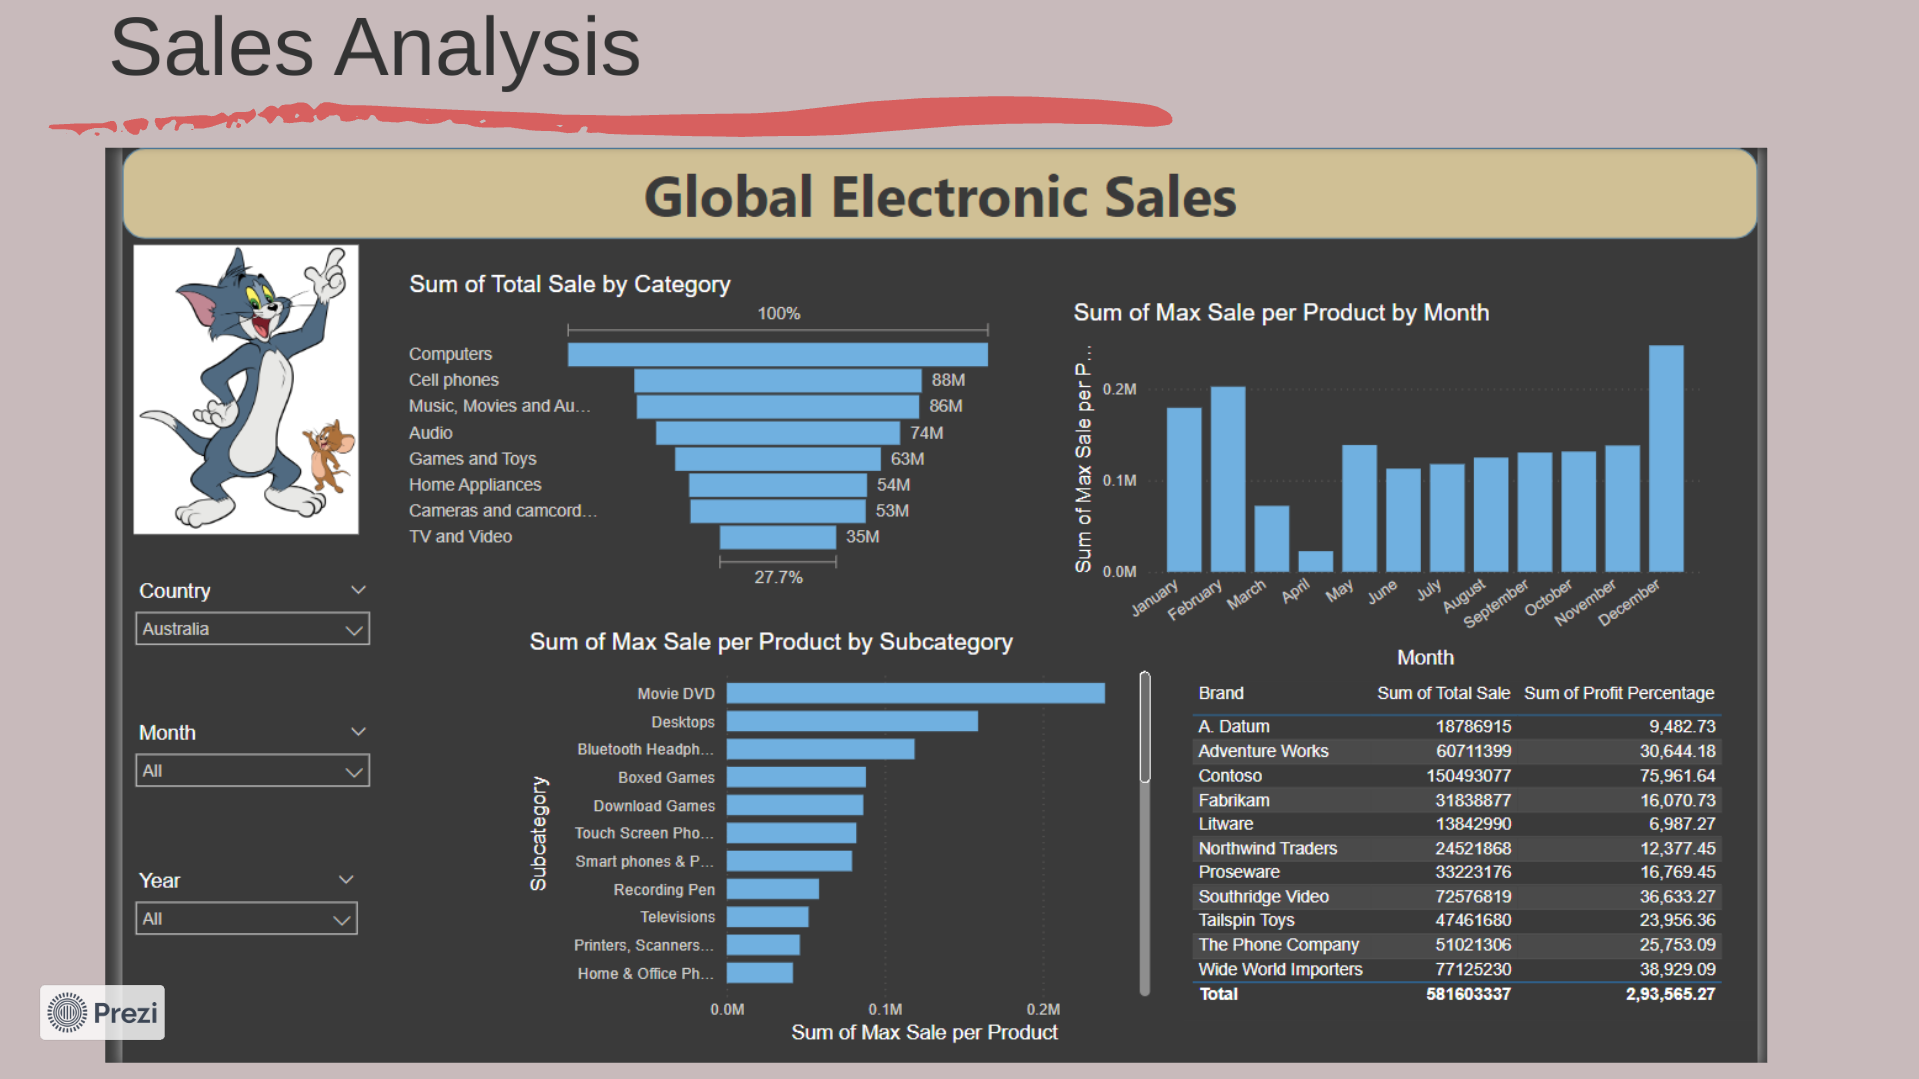 Sales Analysis
Global Electronic Sales
Sum of Total Sale by Category
100%
Computers
Cell phones 88M
Music, Movies and Au... 86M
Audio 74M
Games and Toys 63M
Home Appliances 54M
Cameras and camcord... 53M
TV and Video 35M
27.7%
Sum of Max Sale per Product by Month
Sum of Max Sale per P...
0.2M
0.1M
0.0M
January February March April May June July August September October November December
Month
Country
Australia
Month
All
Year
All
Sum of Max Sale per Product by Subcategory
Subcategory
Movie DVD
Desktops
Bluetooth Headph...
Boxed Games
Download Games
Touch Screen Pho...
Smart phones & P...
Recording Pen
Televisions
Printers, Scanners...
Home & Office Ph...
0.0M 0.1M 0.2M
Sum of Max Sale per Product
Brand Sum of Total Sale Sum of Profit Percentage
A. Datum 18786915 9,482.73
Adventure Works 60711399 30,644.18
Contoso 150493077 75,961.64
Fabrikam 31838877 16,070.73
Litware 13842990 6,987.27
Northwind Traders 24521868 12,377.45
Proseware 33223176 16,769.45
Southridge Video 72576819 36,633.27
Tailspin Toys 47461680 23,956.36
The Phone Company 51021306 25,753.09
Wide World Importers 77125230 38,929.09
Total 581603337 2,93,565.27
Prezi